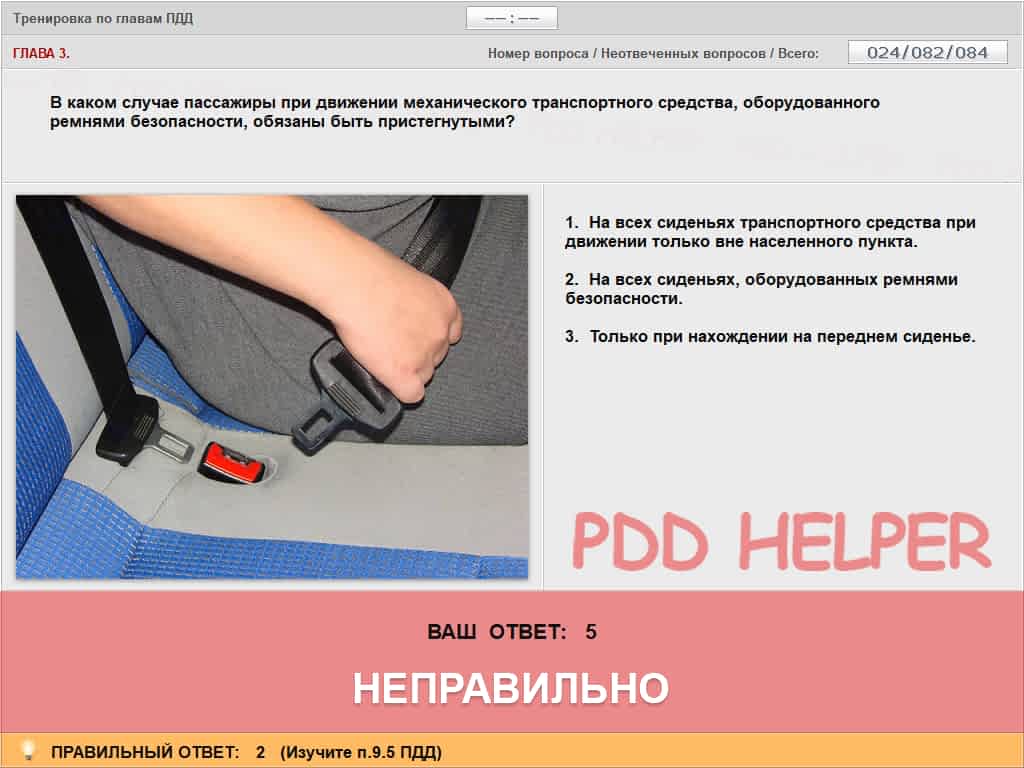 Тренировка по главам ПДД
—— : ——
ГЛАВА 3.
Номер вопроса / Неотвеченных вопросов / Всего:
024/082/084
В каком случае пассажиры при движении механического транспортного средства, оборудованного
ремнями безопасности, обязаны быть пристегнутыми?
1. На всех сиденьях транспортного средства при
движении только вне населенного пункта.
2. На всех сиденьях, оборудованных ремнями
безопасности.
3. Только при нахождении на переднем сиденье.
PDD HELPER
ВАШ ОТВЕТ: 5
НЕПРАВИЛЬНО
ПРАВИЛЬНЫЙ ОТВЕТ: 2 (Изучите п.9.5 ПДД)